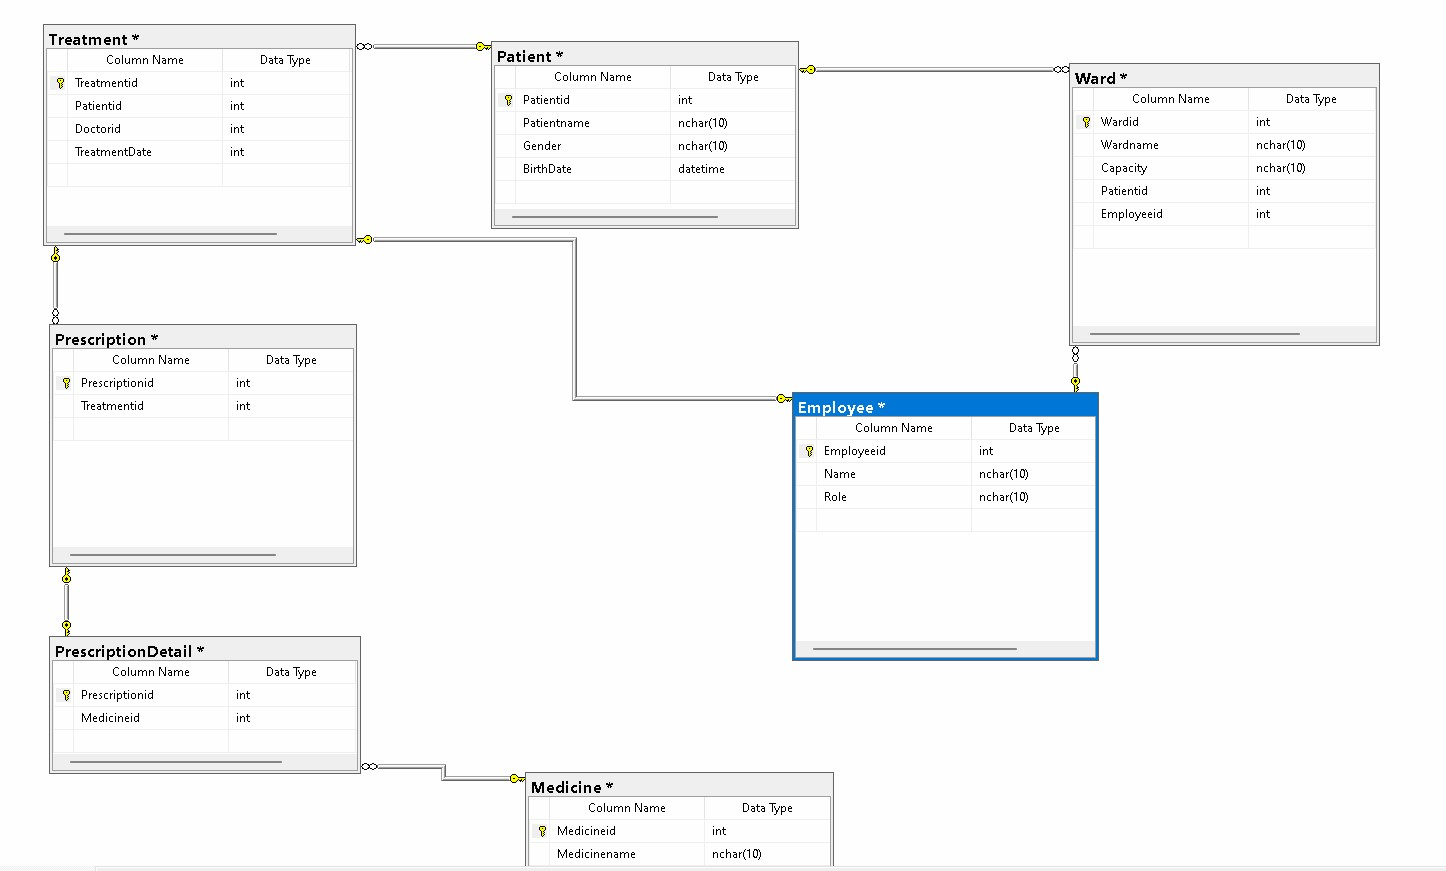 Treatment *
Column Name Data Type
Treatmentid int
Patientid int
Doctorid int
TreatmentDate int
Patient *
Column Name Data Type
Patientid int
Patientname nchar(10)
Gender nchar(10)
BirthDate datetime
Ward *
Column Name Data Type
Wardid int
Wardname nchar(10)
Capacity nchar(10)
Patientid int
Employeeid int
Prescription *
Column Name Data Type
Prescriptionid int
Treatmentid int
Employee *
Column Name Data Type
Employeeid int
Name nchar(10)
Role nchar(10)
PrescriptionDetail *
Column Name Data Type
Prescriptionid int
Medicineid int
Medicine *
Column Name Data Type
Medicineid int
Medicinename nchar(10)